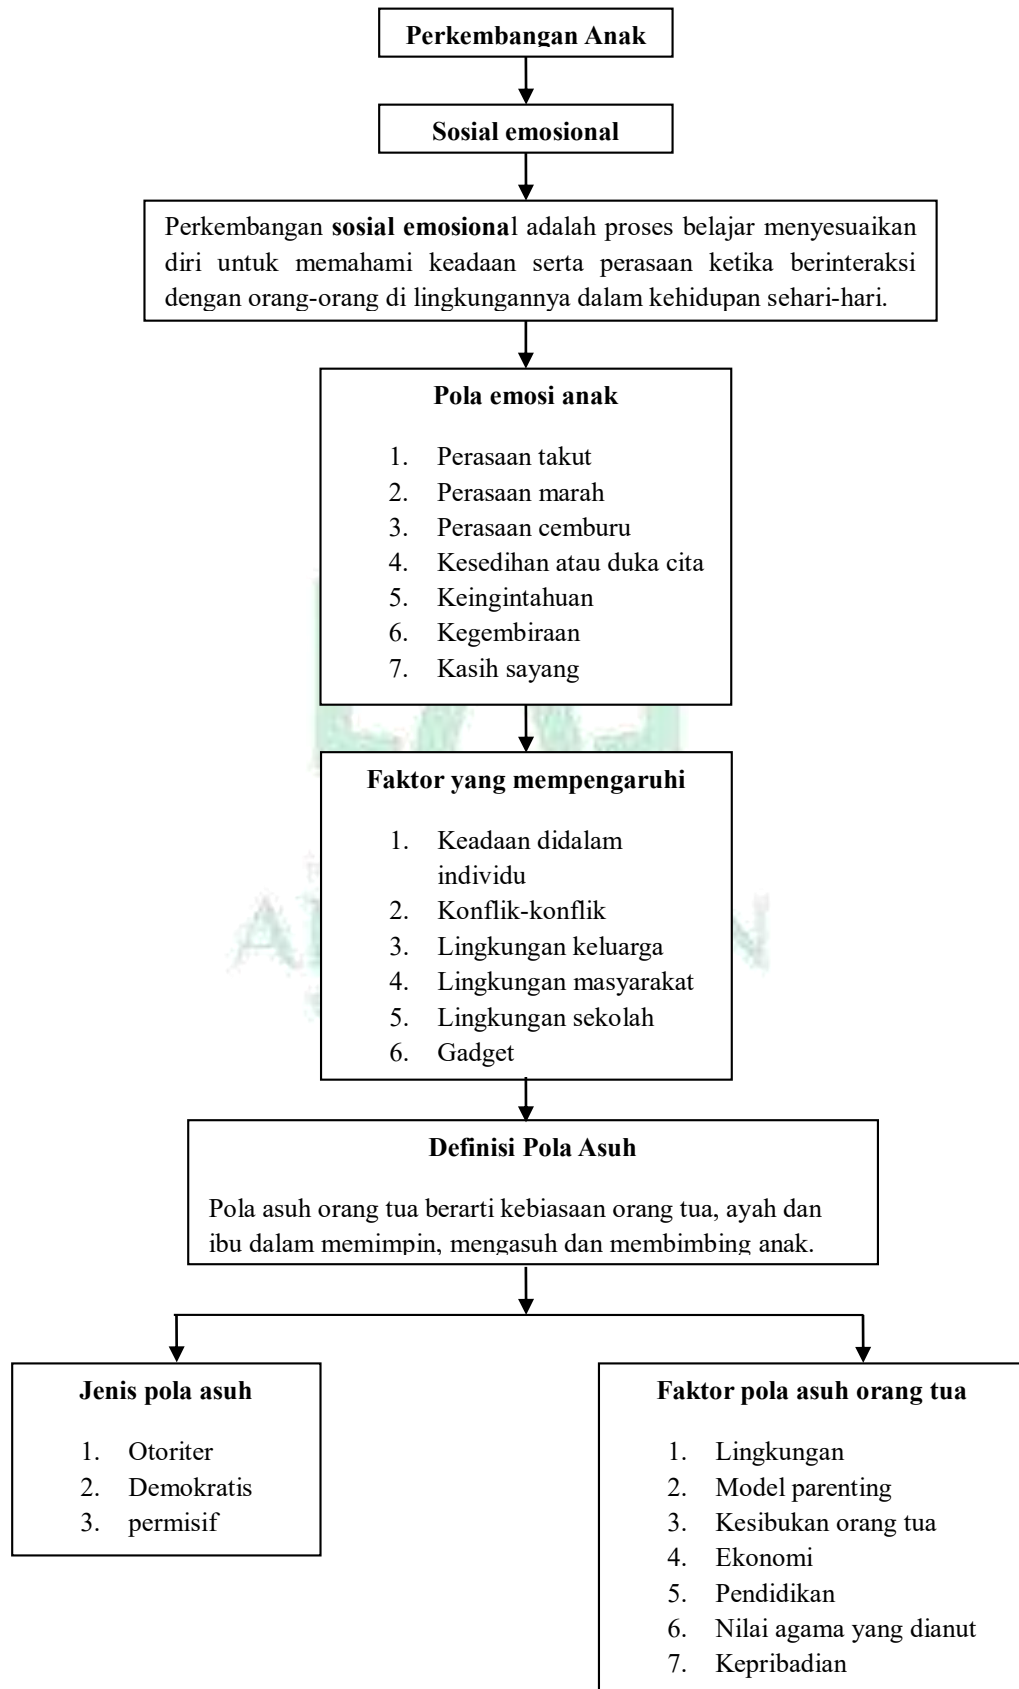 Perkembangan Anak
Sosial emosional
Perkembangan sosial emosional adalah proses belajar menyesuaikan
diri untuk memahami keadaan serta perasaan ketika berinteraksi
dengan orang-orang di lingkungannya dalam kehidupan sehari-hari.
Pola emosi anak
1. Perasaan takut
2. Perasaan marah
3. Perasaan cemburu
4. Kesedihan atau duka cita
5. Keingintahuan
6. Kegembiraan
7. Kasih sayang
Faktor yang mempengaruhi
1. Keadaan didalam
individu
2. Konflik-konflik
3. Lingkungan keluarga
4. Lingkungan masyarakat
5. Lingkungan sekolah
6. Gadget
Definisi Pola Asuh
Pola asuh orang tua berarti kebiasaan orang tua, ayah dan
ibu dalam memimpin, mengasuh dan membimbing anak.
Jenis pola asuh
1. Otoriter
2. Demokratis
3. permisif
Faktor pola asuh orang tua
1. Lingkungan
2. Model parenting
3. Kesibukan orang tua
4. Ekonomi
5. Pendidikan
6. Nilai agama yang dianut
7. Kepribadian